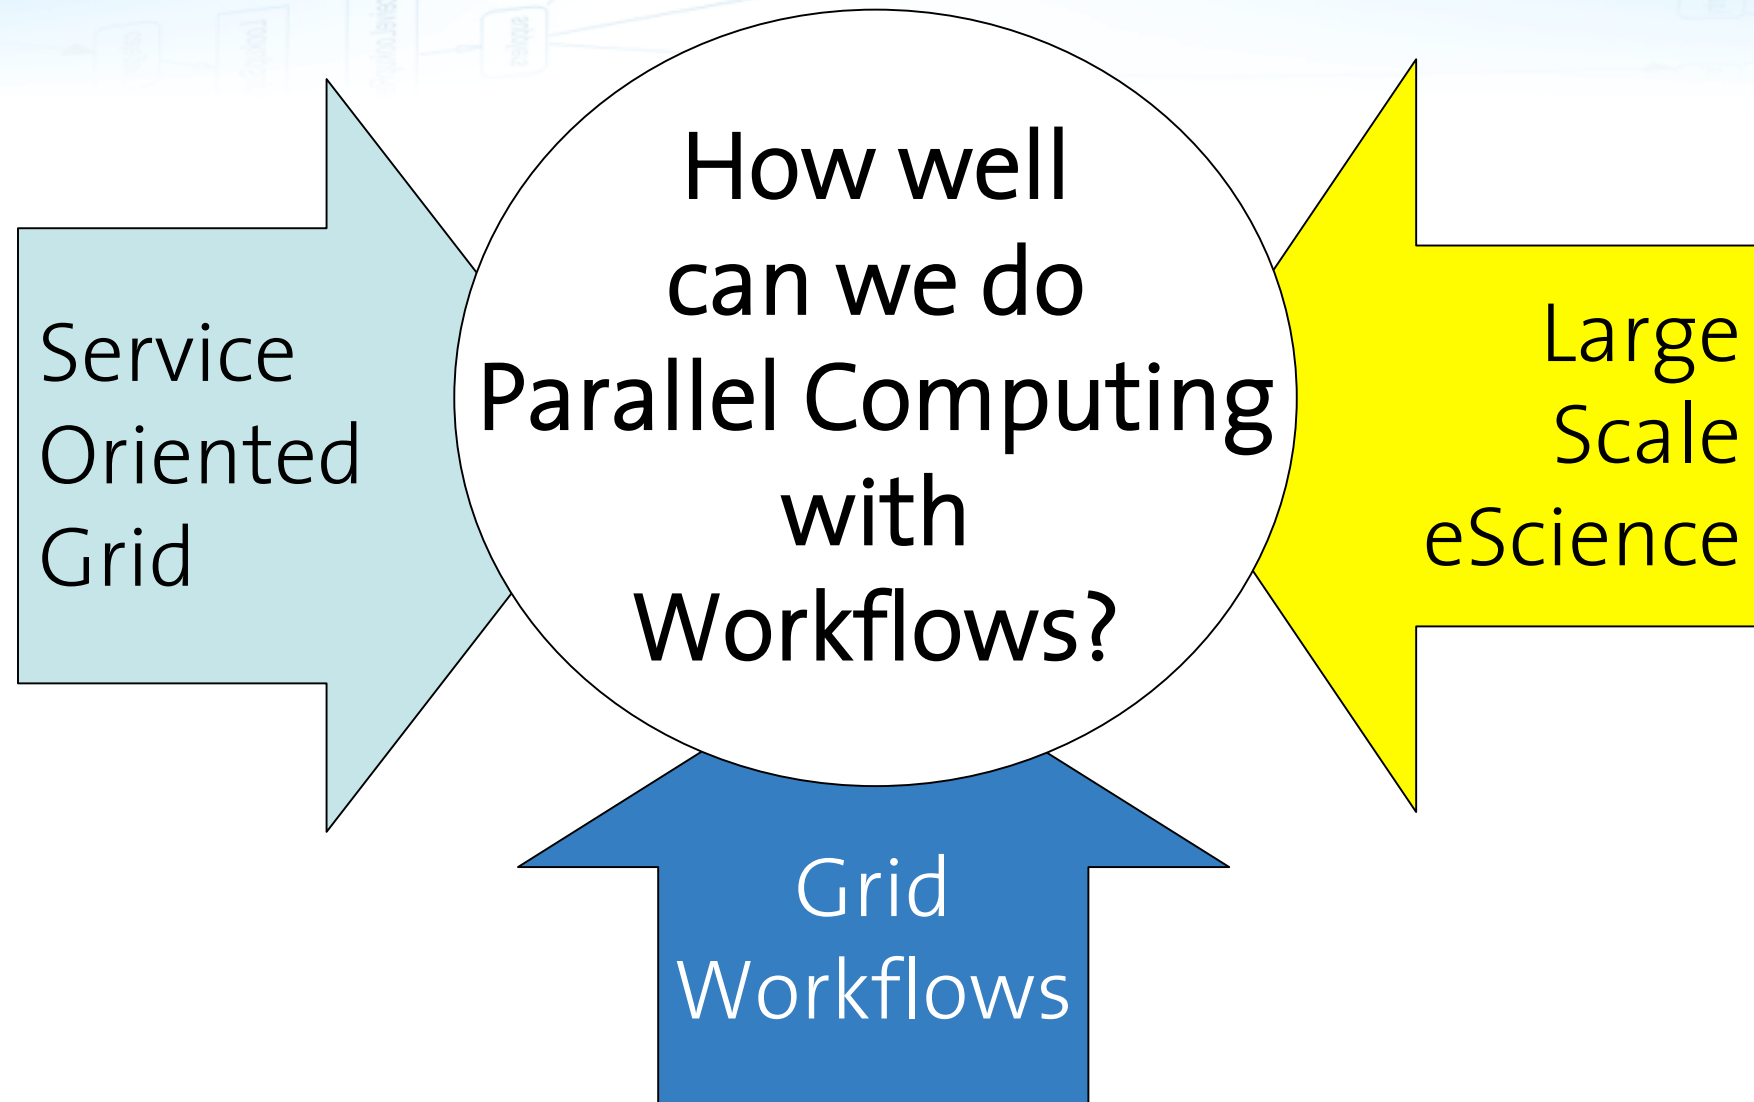 How well
can we do
Parallel Computing
with
Workflows?
Service
Oriented
Grid
Large
Scale
eScience
Grid
Workflows